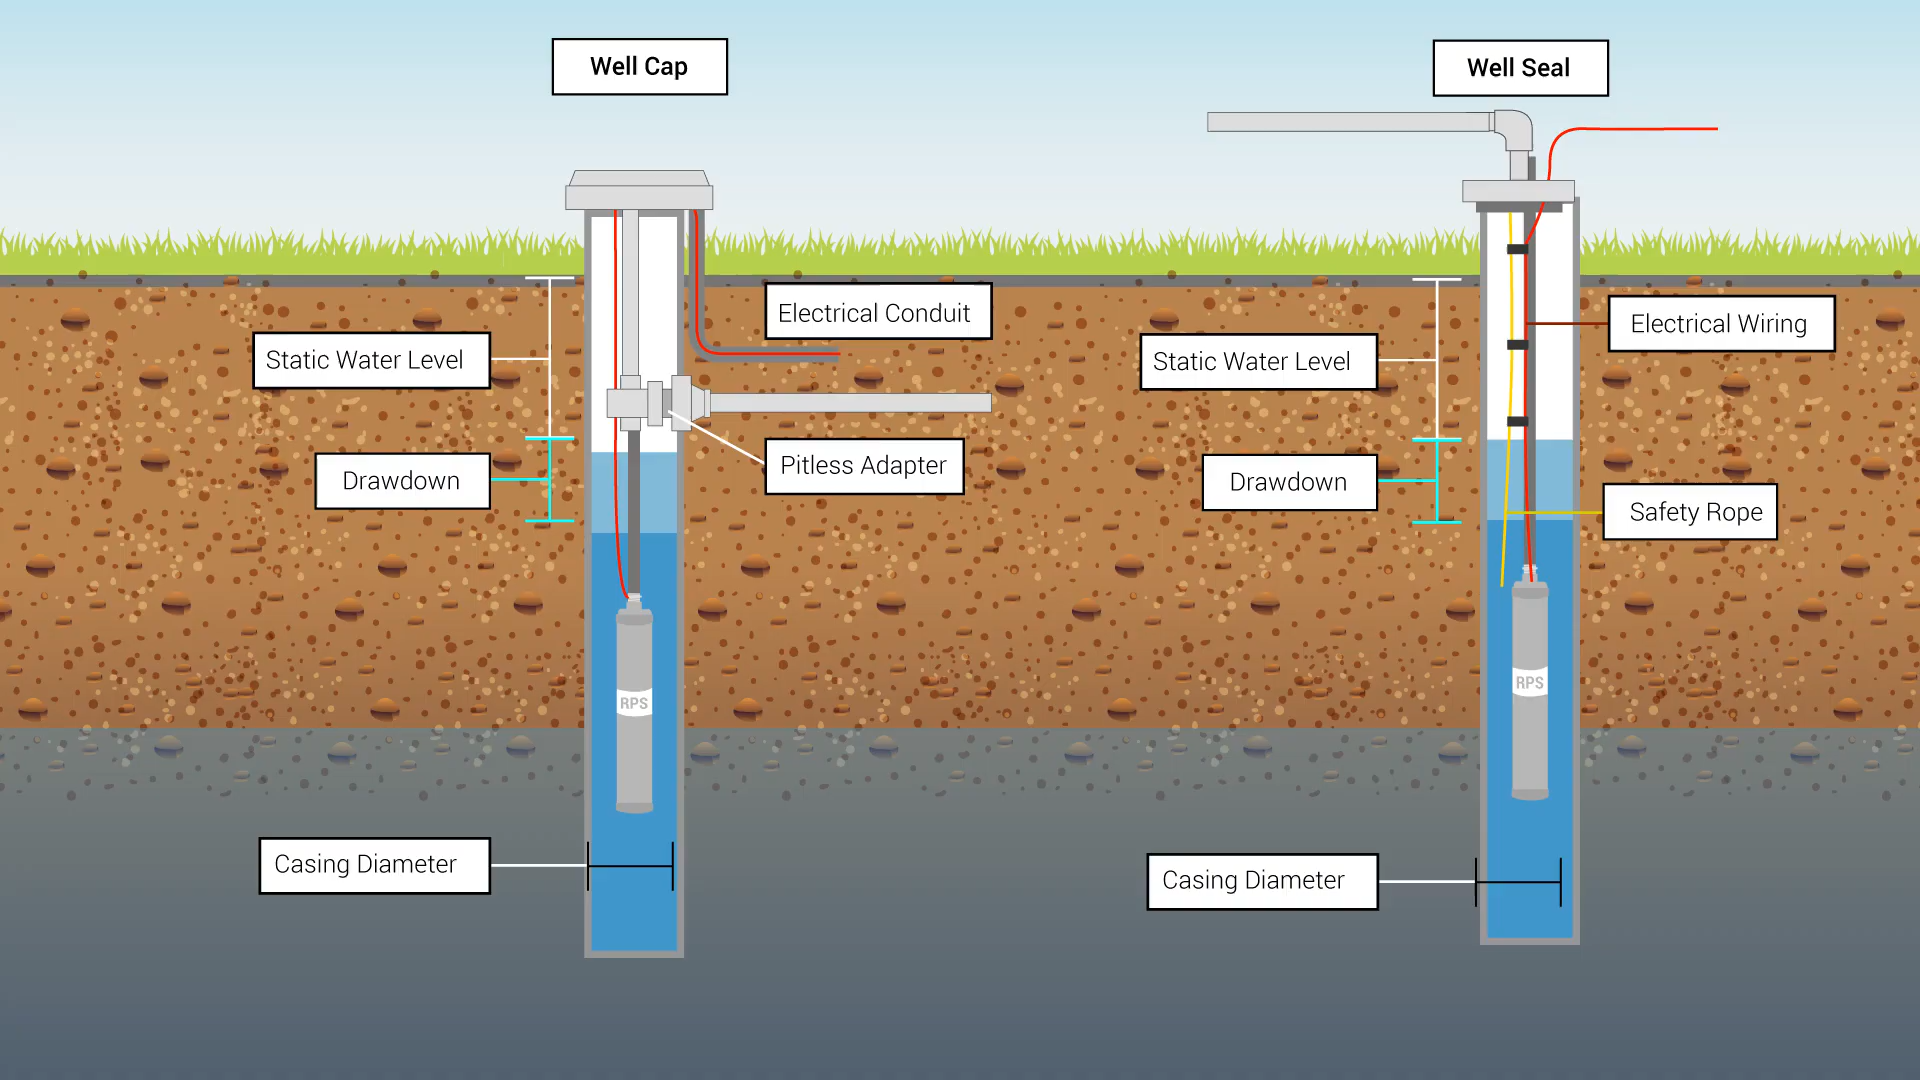 Well Cap
Well Seal
Electrical Conduit
Static Water Level
Pitless Adapter
Drawdown
RPS
Casing Diameter
Electrical Wiring
Static Water Level
Drawdown
Safety Rope
RPS
Casing Diameter